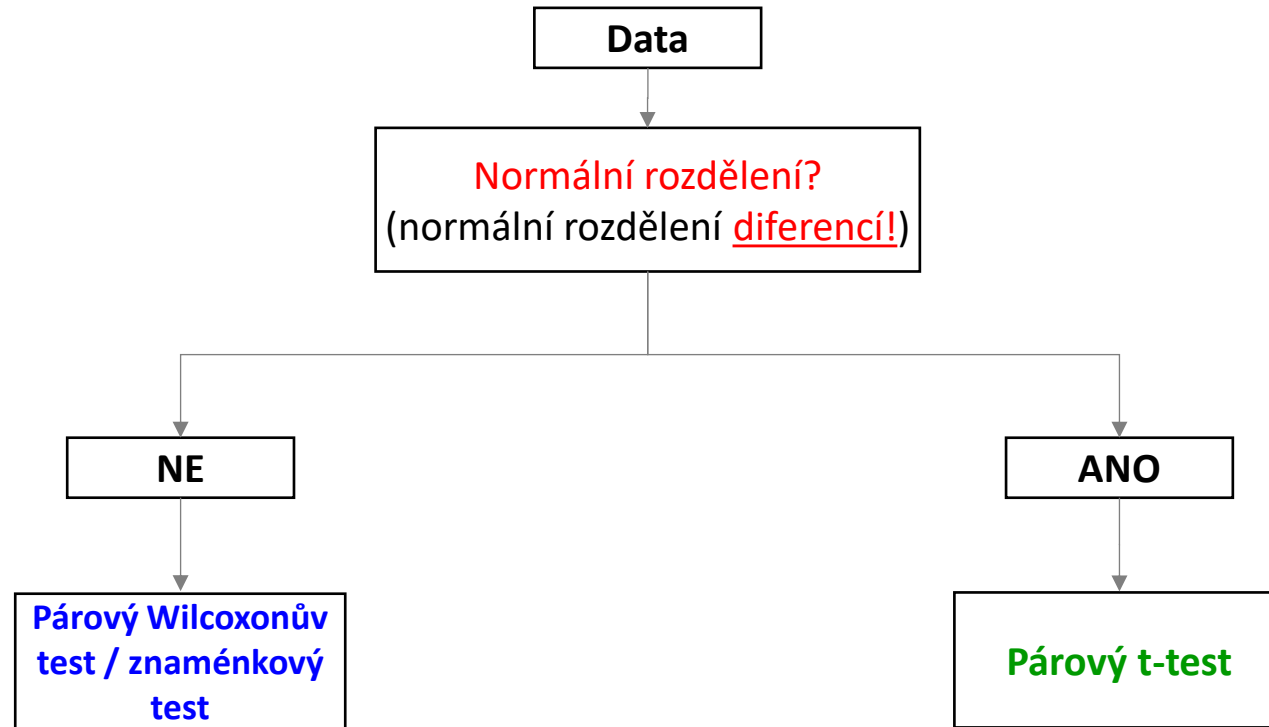 Data
Normální rozdělení?
(normální rozdělení diferencí!)
NE
ANO
Párový Wilcoxonův
test / znaménkový
test
Párový t-test